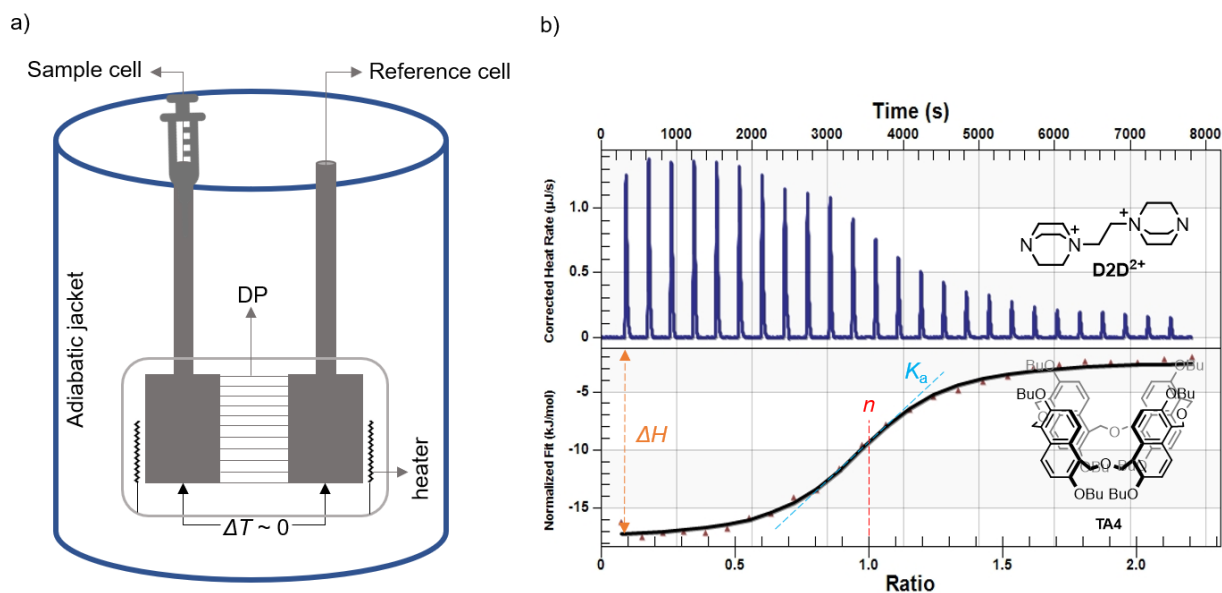 a)
Sample cell
Reference cell
Adiabatic jacket
DP
heater
ΔT ~ 0
b)
Time (s)
0 1000 2000 3000 4000 5000 6000 7000 8000
Corrected Heat Rate (µJ/s)
1.0
0.5
0
N
+
N
+
N
N
D2D²⁺
Normalized Fit (kJ/mol)
-5
-10
-15
ΔH
Kₐ
n
BuO
OBu
BuO
OBu
O
O
O
O
OBu
Bu
OBu
BuO
TA4
0 0.5 1.0 1.5 2.0
Ratio